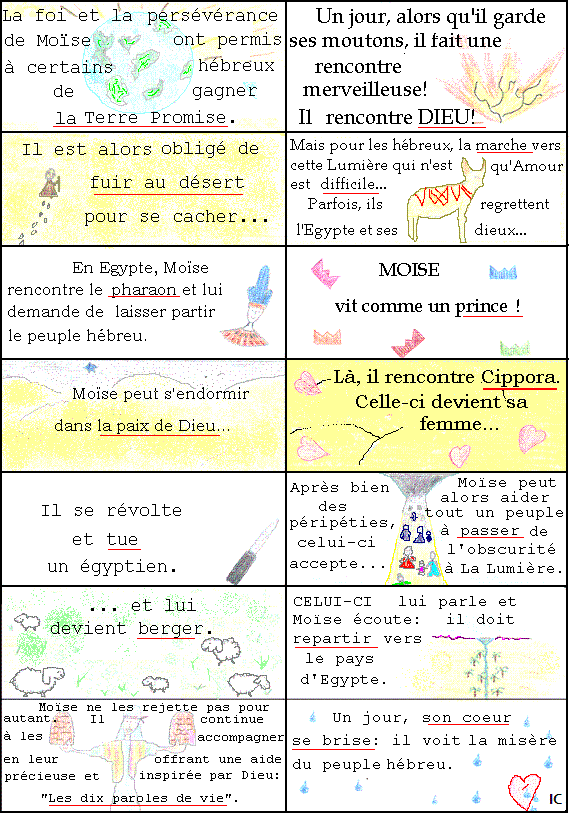 La foi et la persévérance
de Moïse ont permis
à certains hébreux
de gagner
la Terre Promise.
Un jour, alors qu'il garde
ses moutons, il fait une
rencontre
merveilleuse!
Il rencontre DIEU!
Il est alors obligé de
fuir au désert
pour se cacher...
Mais pour les hébreux, la marche vers
cette Lumière qui n'est qu'Amour
est difficile...
Parfois, ils regrettent
l'Egypte et ses dieux...
En Egypte, Moïse
rencontre le pharaon et lui
demande de laisser partir
le peuple hébreu.
MOISE
vit comme un prince !
Moïse peut s'endormir
dans la paix de Dieu...
Là, il rencontre Cippora.
Celle-ci devient sa
femme...
Il se révolte
et tue
un égyptien.
Après bien
des
péripéties,
celui-ci
accepte...
Moïse peut
alors aider
tout un peuple
à passer de
l'obscurité
à La Lumière.
... et lui
devient berger.
CELUI-CI lui parle et
Moïse écoute: il doit
repartir vers
le pays
d'Egypte.
Moïse ne les rejette pas pour
autant. Il continue
à les accompagner
en leur offrant une aide
précieuse et inspirée par Dieu:
"Les dix paroles de vie".
Un jour, son coeur
se brise: il voit la misère
du peuple hébreu.
IC